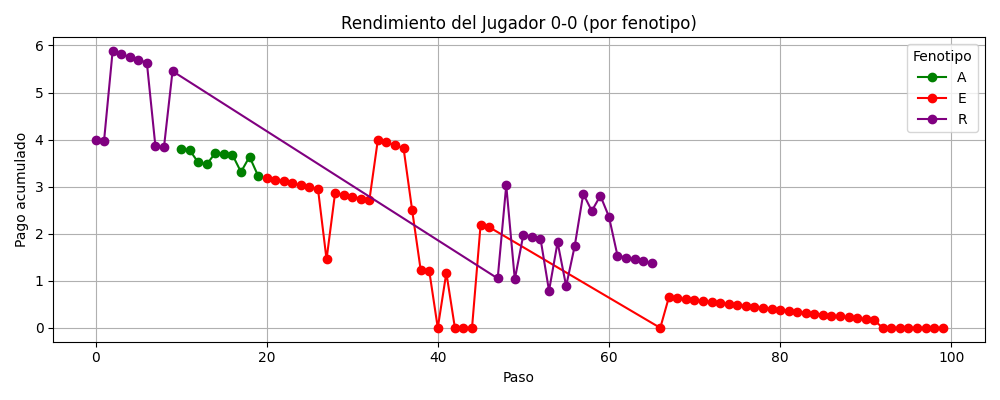 Rendimiento del Jugador 0-0 (por fenotipo)
Pago acumulado
6
5
4
3
2
1
0
Fenotipo
A
E
R
0 20 40 60 80 100
Paso